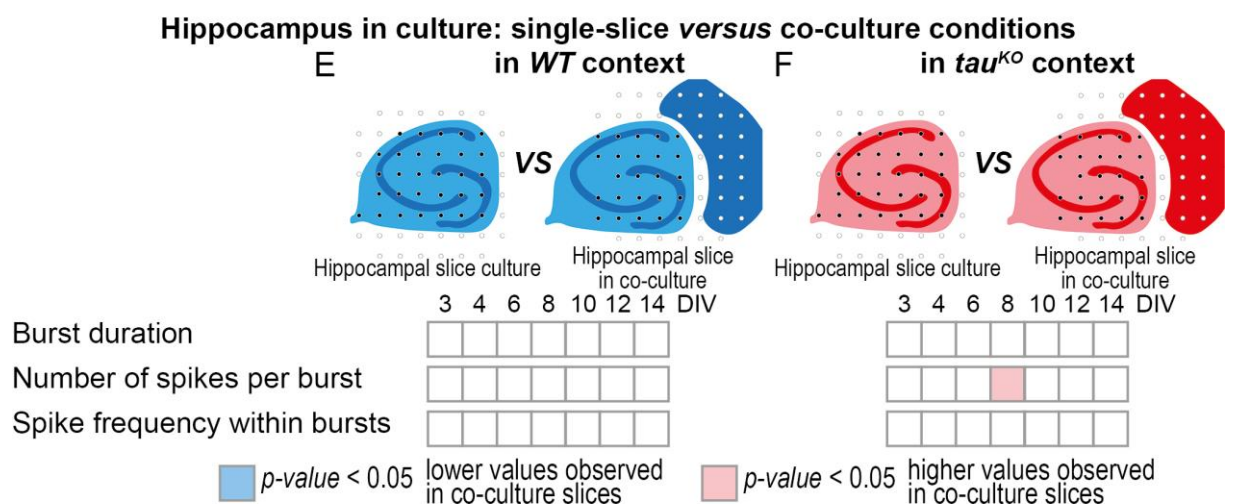 Hippocampus in culture: single-slice versus co-culture conditions
E in WT context F in tauKO context
VS VS
Hippocampal slice culture Hippocampal slice in co-culture Hippocampal slice culture Hippocampal slice in co-culture
3 4 6 8 10 12 14 DIV 3 4 6 8 10 12 14 DIV
Burst duration
Number of spikes per burst
Spike frequency within bursts
p-value < 0.05 lower values observed in co-culture slices p-value < 0.05 higher values observed in co-culture slices